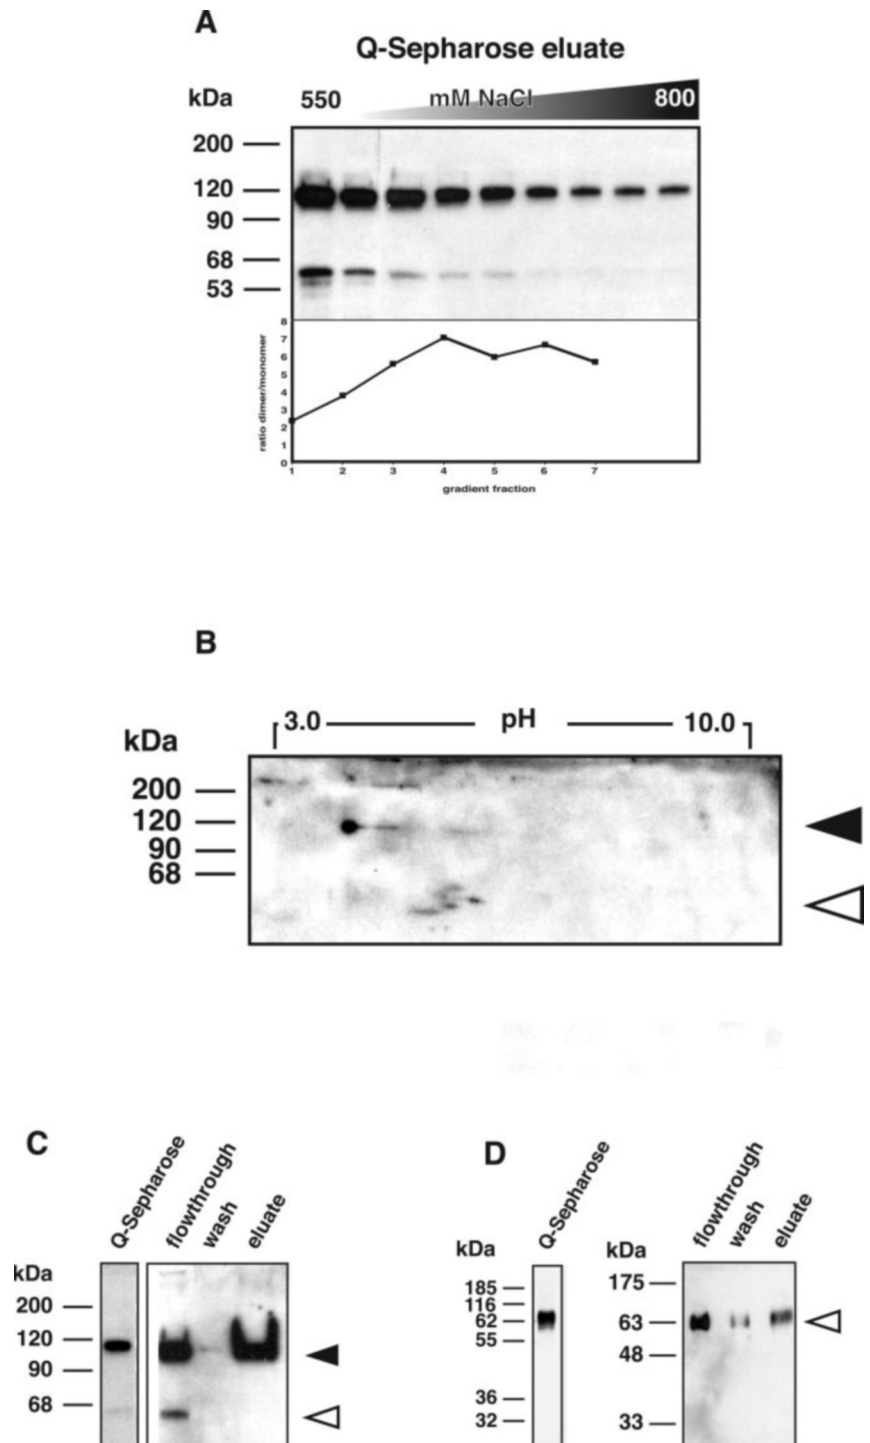 A
Q-Sepharose eluate
kDa 550 mM NaCl 800
200
120
90
68
53
8
7
6
5
4
3
2
1
0
ratio dimer/monomer
1 2 3 4 5 6 7
gradient fraction
B
3.0 pH 10.0
kDa
200
120
90
68
C
Q-Sepharose
flowthrough
wash
eluate
kDa
200
120
90
68
D
Q-Sepharose
flowthrough
wash
eluate
kDa
185
116
62
55
36
32
kDa
175
63
48
33